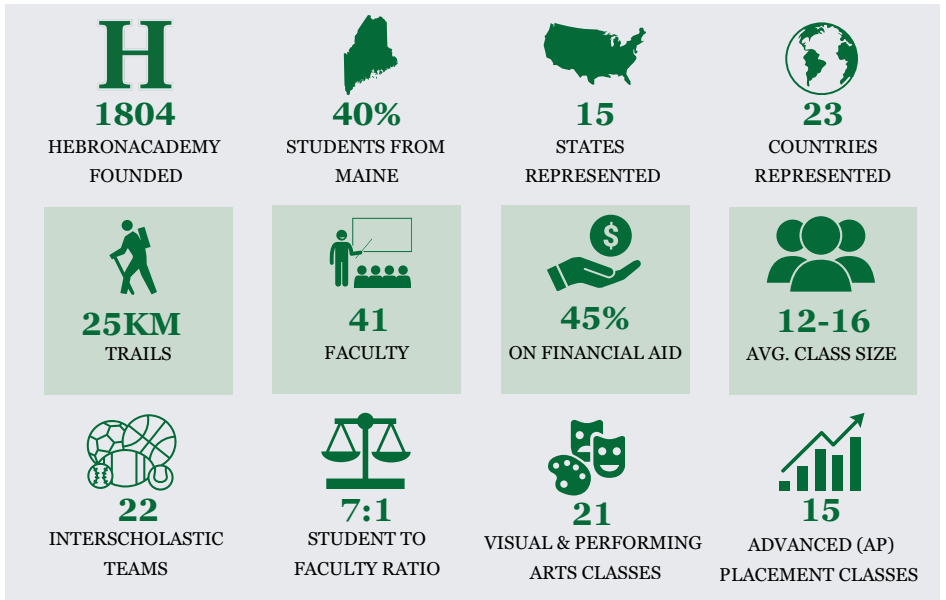 H
1804
HEBRONACADEMY
FOUNDED
40%
STUDENTS FROM
MAINE
15
STATES
REPRESENTED
23
COUNTRIES
REPRESENTED
25KM
TRAILS
41
FACULTY
$
45%
ON FINANCIAL AID
12-16
AVG. CLASS SIZE
22
INTERSCHOLASTIC
TEAMS
7:1
STUDENT TO
FACULTY RATIO
21
VISUAL & PERFORMING
ARTS CLASSES
15
ADVANCED (AP)
PLACEMENT CLASSES